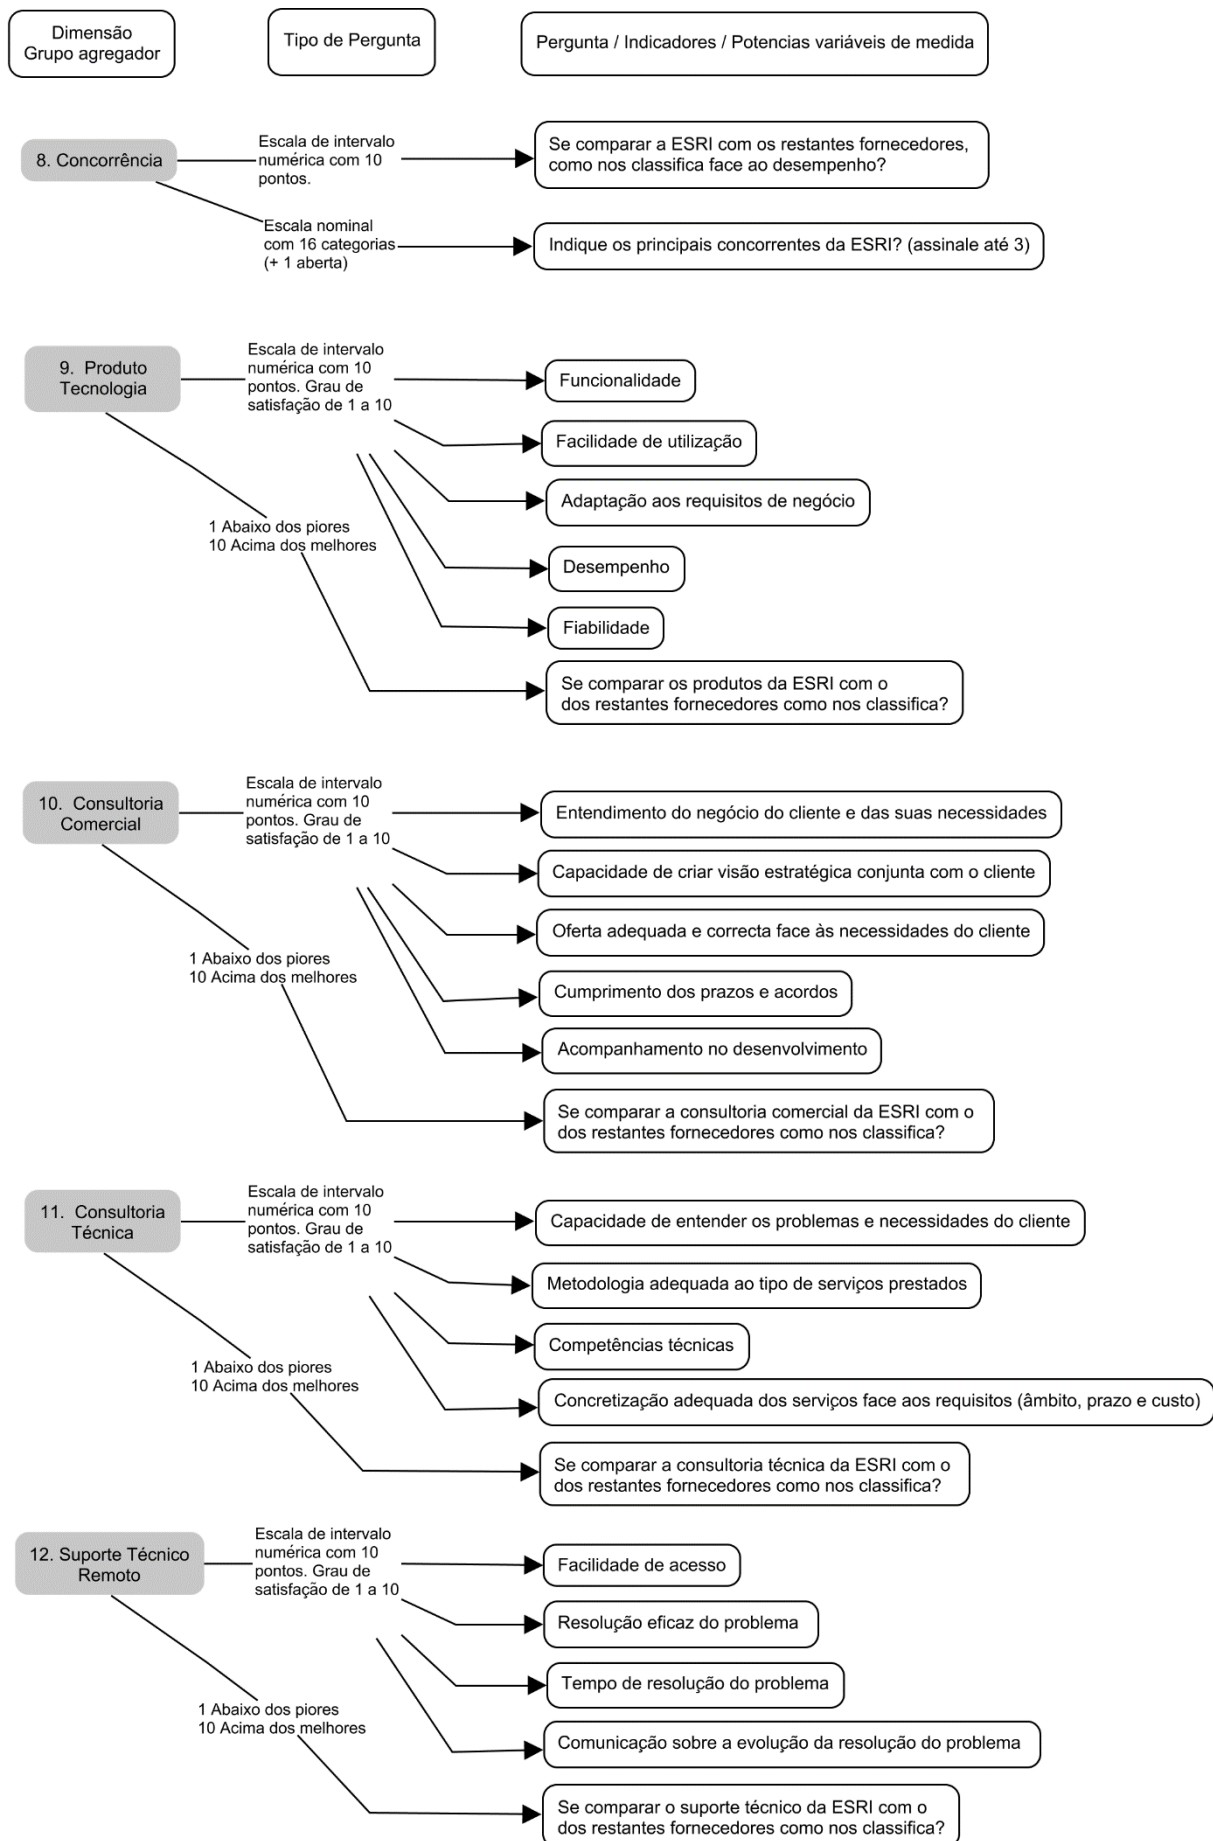 Dimensão
Grupo agregador
Tipo de Pergunta
Pergunta / Indicadores / Potencias variáveis de medida
8. Concorrência
Escala de intervalo
numérica com 10
pontos.
Se comparar a ESRI com os restantes fornecedores,
como nos classifica face ao desempenho?
Escala nominal
com 16 categorias
(+ 1 aberta)
Indique os principais concorrentes da ESRI? (assinale até 3)
9. Produto
Tecnologia
Escala de intervalo
numérica com 10
pontos. Grau de
satisfação de 1 a 10
Funcionalidade
Facilidade de utilização
Adaptação aos requisitos de negócio
1 Abaixo dos piores
10 Acima dos melhores
Desempenho
Fiabilidade
Se comparar os produtos da ESRI com o
dos restantes fornecedores como nos classifica?
10. Consultoria
Comercial
Escala de intervalo
numérica com 10
pontos. Grau de
satisfação de 1 a 10
Entendimento do negócio do cliente e das suas necessidades
Capacidade de criar visão estratégica conjunta com o cliente
Oferta adequada e correcta face às necessidades do cliente
1 Abaixo dos piores
10 Acima dos melhores
Cumprimento dos prazos e acordos
Acompanhamento no desenvolvimento
Se comparar a consultoria comercial da ESRI com o
dos restantes fornecedores como nos classifica?
11. Consultoria
Técnica
Escala de intervalo
numérica com 10
pontos. Grau de
satisfação de 1 a 10
Capacidade de entender os problemas e necessidades do cliente
Metodologia adequada ao tipo de serviços prestados
Competências técnicas
1 Abaixo dos piores
10 Acima dos melhores
Concretização adequada dos serviços face aos requisitos (âmbito, prazo e custo)
Se comparar a consultoria técnica da ESRI com o
dos restantes fornecedores como nos classifica?
12. Suporte Técnico
Remoto
Escala de intervalo
numérica com 10
pontos. Grau de
satisfação de 1 a 10
Facilidade de acesso
Resolução eficaz do problema
Tempo de resolução do problema
1 Abaixo dos piores
10 Acima dos melhores
Comunicação sobre a evolução da resolução do problema
Se comparar o suporte técnico da ESRI com o
dos restantes fornecedores como nos classifica?